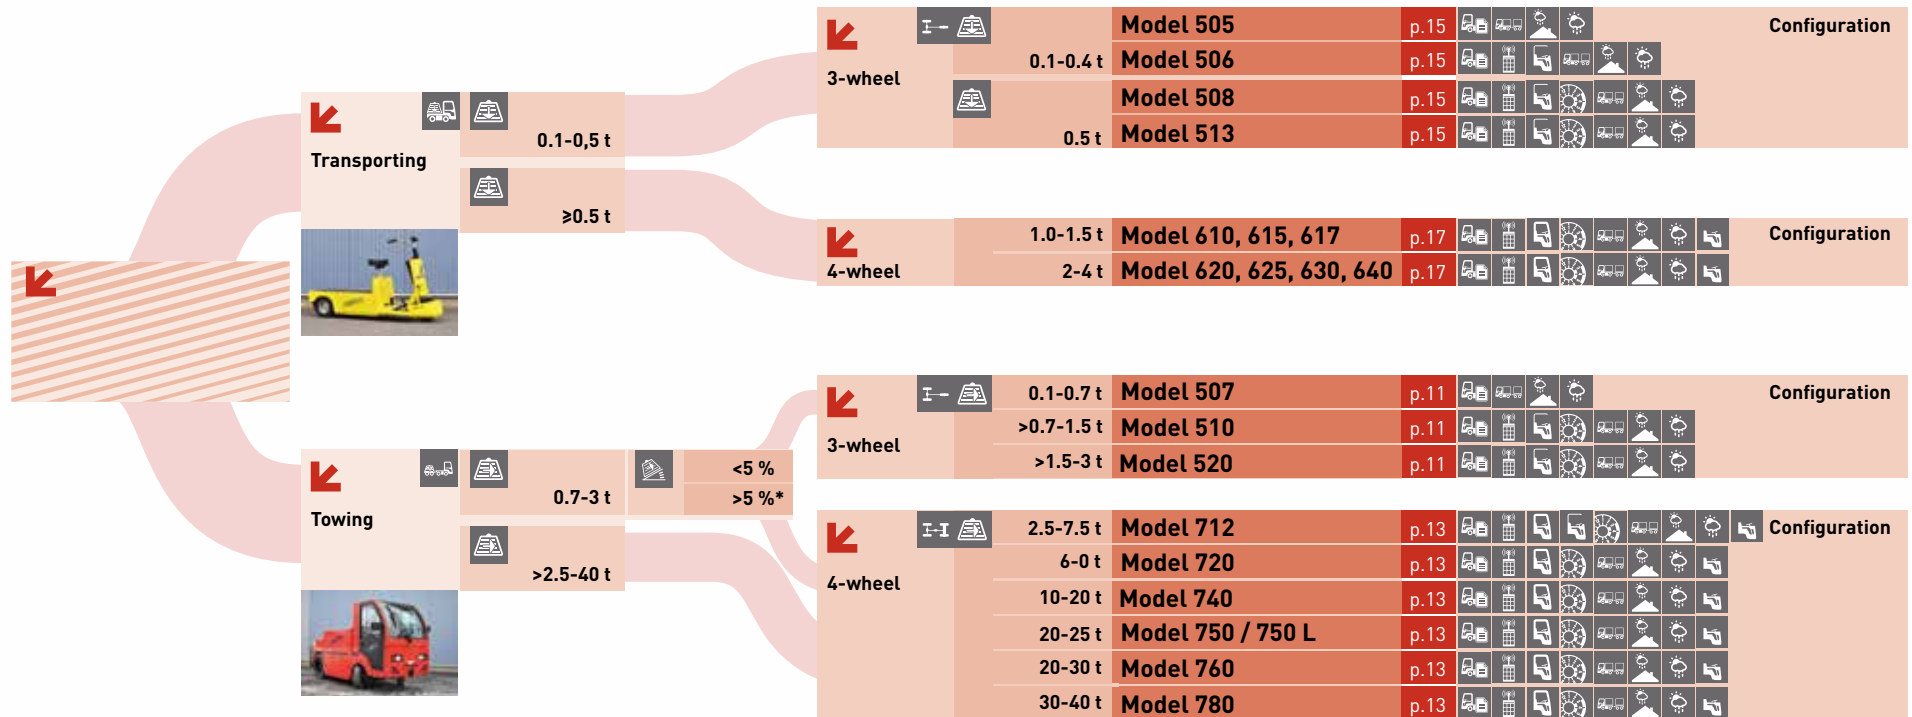 Transporting
0.1-0,5 t
≥0.5 t
3-wheel
Model 505 p.15 Configuration
0.1-0.4 t Model 506 p.15
Model 508 p.15
0.5 t Model 513 p.15
4-wheel
1.0-1.5 t Model 610, 615, 617 p.17 Configuration
2-4 t Model 620, 625, 630, 640 p.17
Towing
0.7-3 t
<5 %
>5 %*
>2.5-40 t
3-wheel
0.1-0.7 t Model 507 p.11 Configuration
>0.7-1.5 t Model 510 p.11
>1.5-3 t Model 520 p.11
4-wheel
2.5-7.5 t Model 712 p.13 Configuration
6-0 t Model 720 p.13
10-20 t Model 740 p.13
20-25 t Model 750 / 750 L p.13
20-30 t Model 760 p.13
30-40 t Model 780 p.13